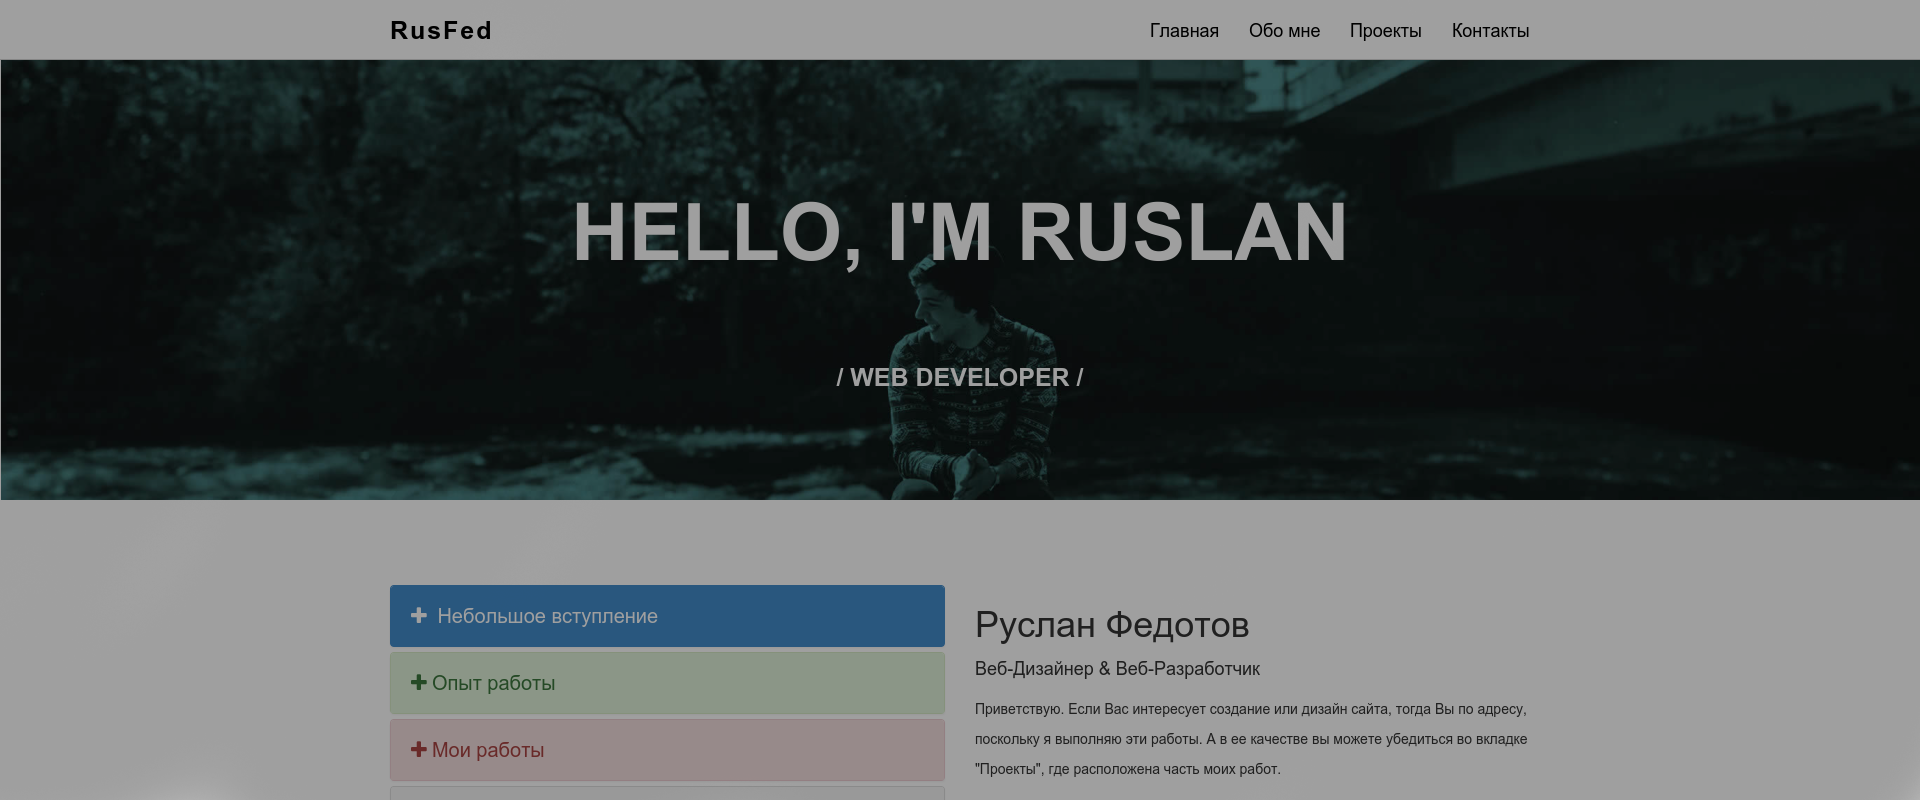 RusFed
Главная Обо мне Проекты Контакты
HELLO, I'M RUSLAN
/ WEB DEVELOPER /
Небольшое вступление
Опыт работы
Мои работы
Руслан Федотов
Веб-Дизайнер & Веб-Разработчик
Приветствую. Если Вас интересует создание или дизайн сайта, тогда Вы по адресу,
поскольку я выполняю эти работы. А в ее качестве вы можете убедиться во вкладке
"Проекты", где расположена часть моих работ.